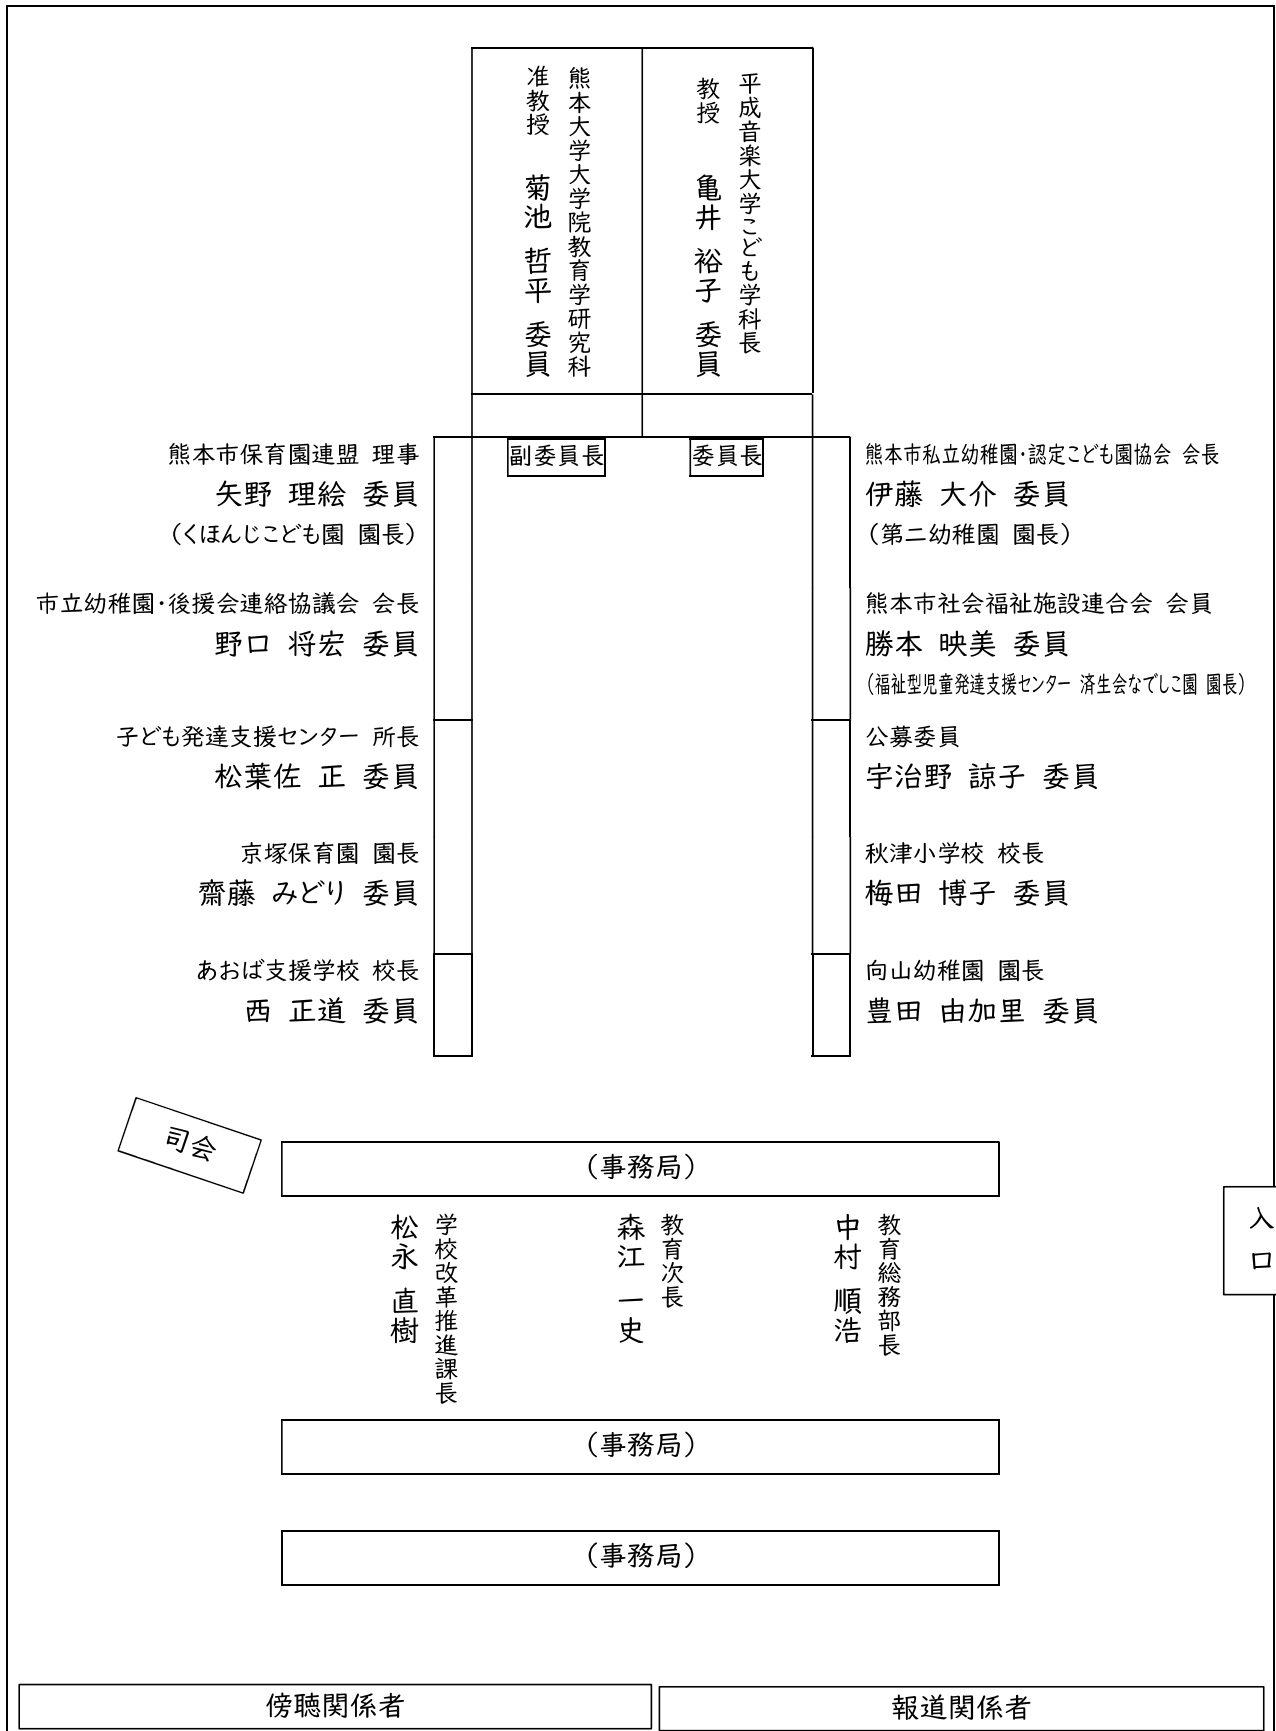 平成音楽大学こども学科長
教授　亀井 裕子 委員
熊本大学大学院教育学研究科
准教授　菊池 哲平 委員
副委員長
委員長
熊本市保育園連盟 理事
矢野 理絵 委員
（くほんじこども園 園長）
市立幼稚園・後援会連絡協議会 会長
野口 将宏 委員
子ども発達支援センター 所長
松葉佐 正 委員
京塚保育園 園長
齋藤 みどり 委員
あおば支援学校 校長
西 正道 委員
熊本市私立幼稚園・認定こども園協会 会長
伊藤 大介 委員
（第二幼稚園 園長）
熊本市社会福祉施設連合会 会員
勝本 映美 委員
（福祉型児童発達支援センター 済生会なでしこ園 園長）
公募委員
宇治野 諒子 委員
秋津小学校 校長
梅田 博子 委員
向山幼稚園 園長
豊田 由加里 委員
司会
（事務局）
教育総務部長
中村 順浩
教育次長
森江 一史
学校改革推進課長
松永 直樹
入口
（事務局）
（事務局）
傍聴関係者
報道関係者